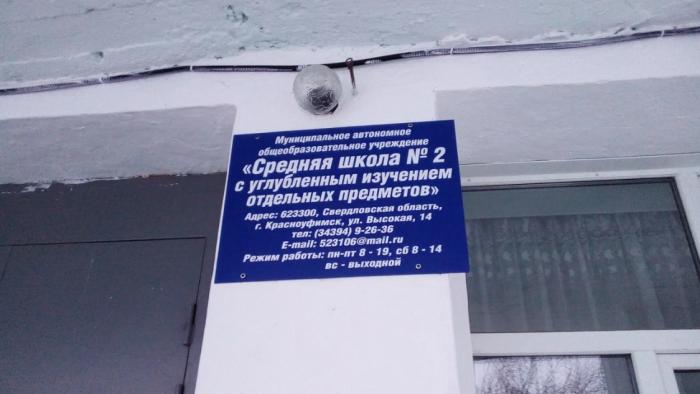 Муниципальное автономное
общеобразовательное учреждение
«Средняя школа № 2
с углубленным изучением
отдельных предметов»
Адрес: 623300, Свердловская область,
г. Красноуфимск, ул. Высокая, 14
тел: (34394) 9-26-36
E-mail: 523106@mail.ru
Режим работы: пн-пт 8 - 19, сб 8 - 14
вс - выходной